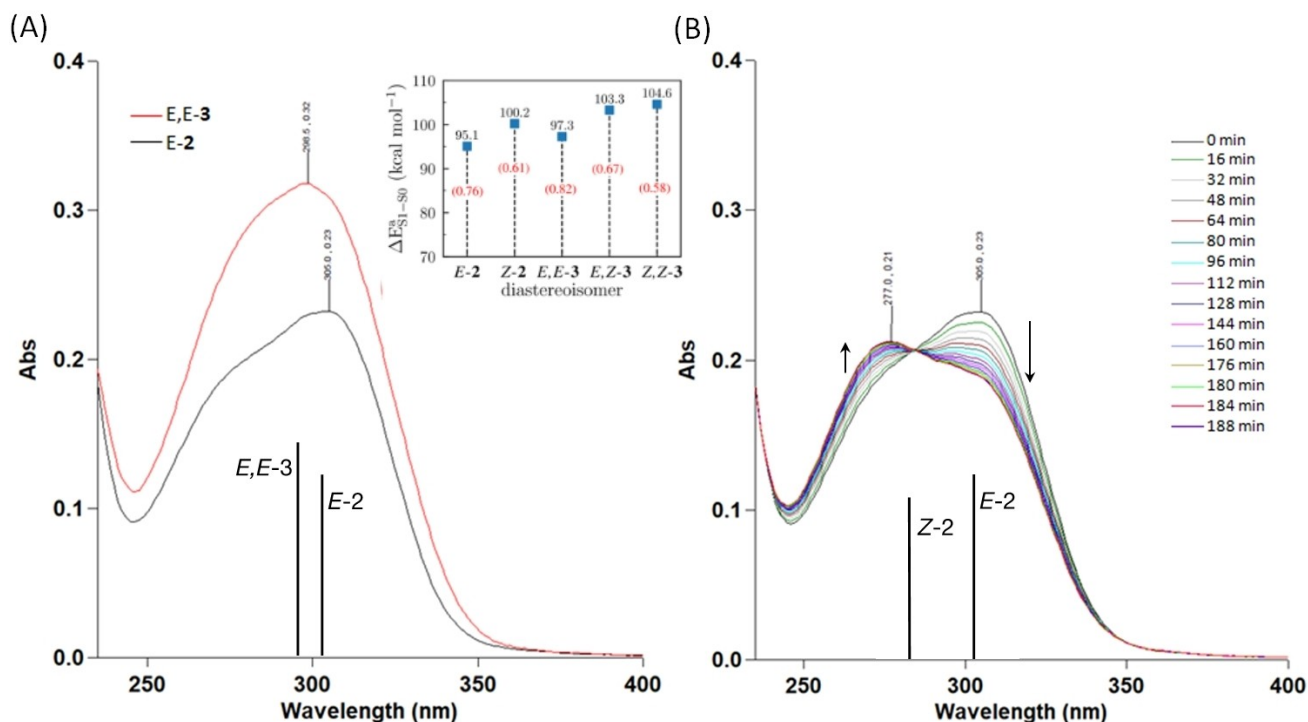 (A)
0.4
0.3
0.2
0.1
0.0
Abs
E,E-3
E-2
298.5 , 0.32
305.0 , 0.23
E,E-3
E-2
250
300
350
400
Wavelength (nm)
110
100
90
80
70
ΔEᵃS1−S0 (kcal mol⁻¹)
95.1
100.2
97.3
103.3
104.6
(0.76)
(0.61)
(0.82)
(0.67)
(0.58)
E-2 Z-2 E,E-3 E,Z-3 Z,Z-3
diastereoisomer
(B)
0.4
0.3
0.2
0.1
0.0
Abs
277.0 , 0.21
305.0 , 0.23
Z-2
E-2
250
300
350
400
Wavelength (nm)
0 min
16 min
32 min
48 min
64 min
80 min
96 min
112 min
128 min
144 min
160 min
176 min
180 min
184 min
188 min